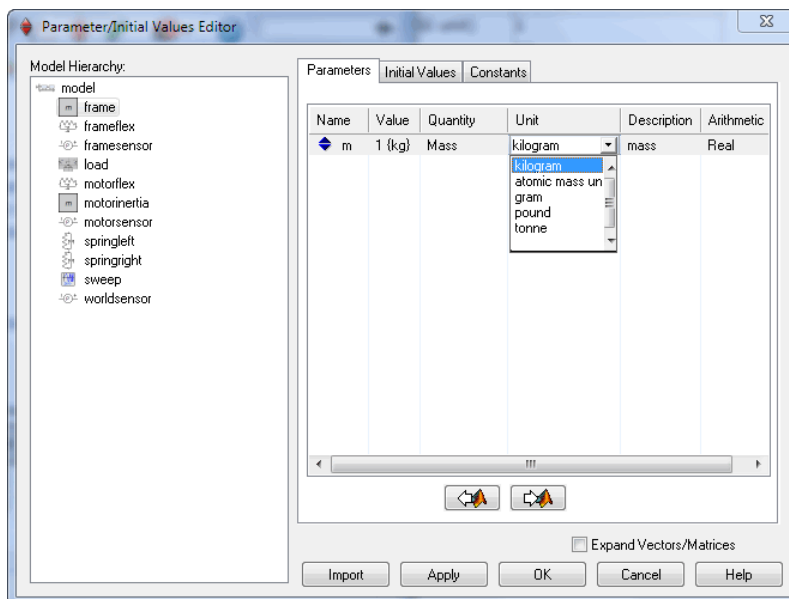 Parameter/Initial Values Editor
Model Hierarchy:
model
frame
frameflex
framesensor
load
motorflex
motorinertia
motorsensor
springleft
springright
sweep
worldsensor
Parameters Initial Values Constants
Name Value Quantity Unit Description Arithmetic
m 1 {kg} Mass kilogram mass Real
kilogram
atomic mass un
gram
pound
tonne
Expand Vectors/Matrices
Import Apply OK Cancel Help